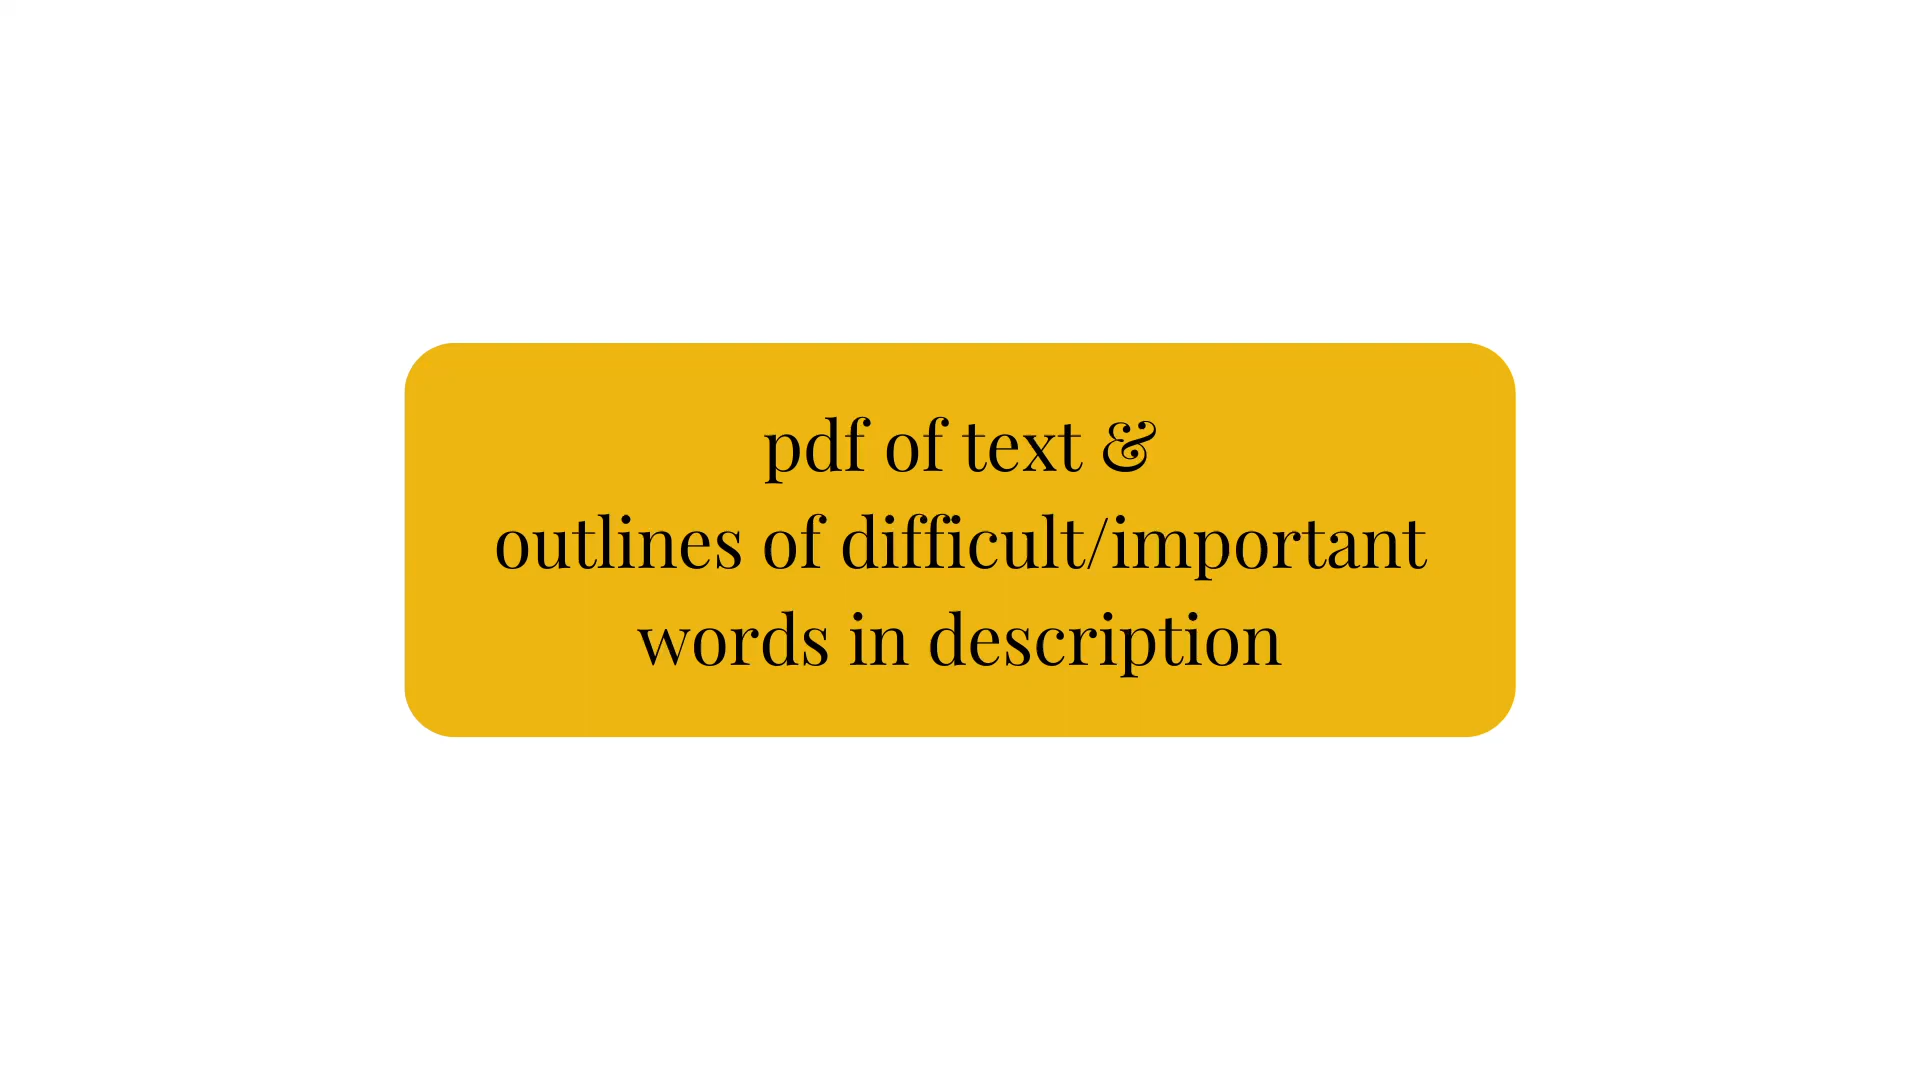 pdf of text &
outlines of difficult/important
words in description